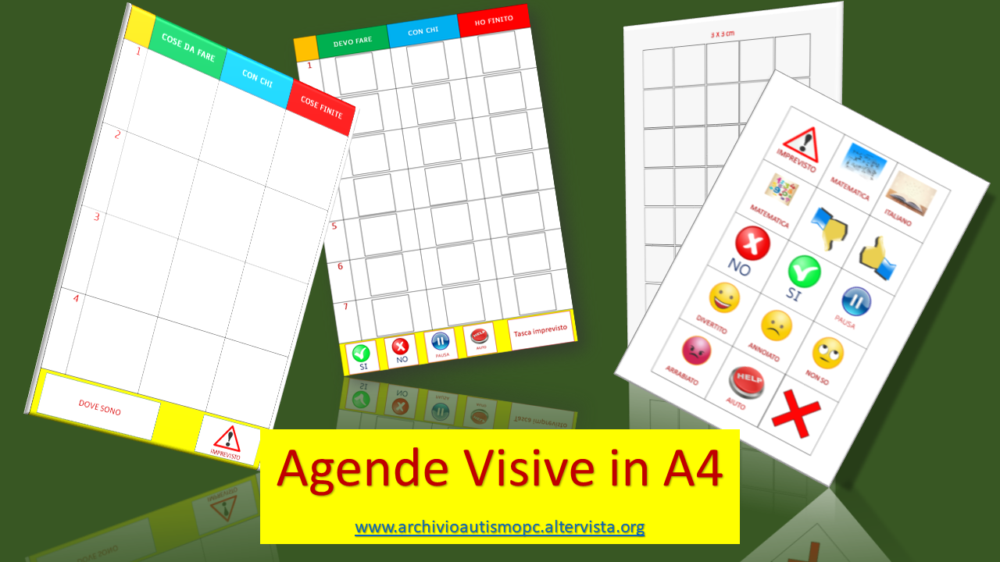 COSE DA FARE
CON CHI
COSE FINITE
1
2
3
4
DOVE SONO
IMPREVISTO
DEVO FARE
CON CHI
HO FINITO
1
5
6
7
SI
NO
PAUSA
HELP
AIUTO
Tasca imprevisto
3 X 3 cm
IMPREVISTO
MATEMATICA
ITALIANO
MATEMATICA
NO
SI
PAUSA
DIVERTITO
ANNOIATO
NON SO
ARRABIATO
HELP
AIUTO
Agende Visive in A4
www.archivioautismopc.altervista.org